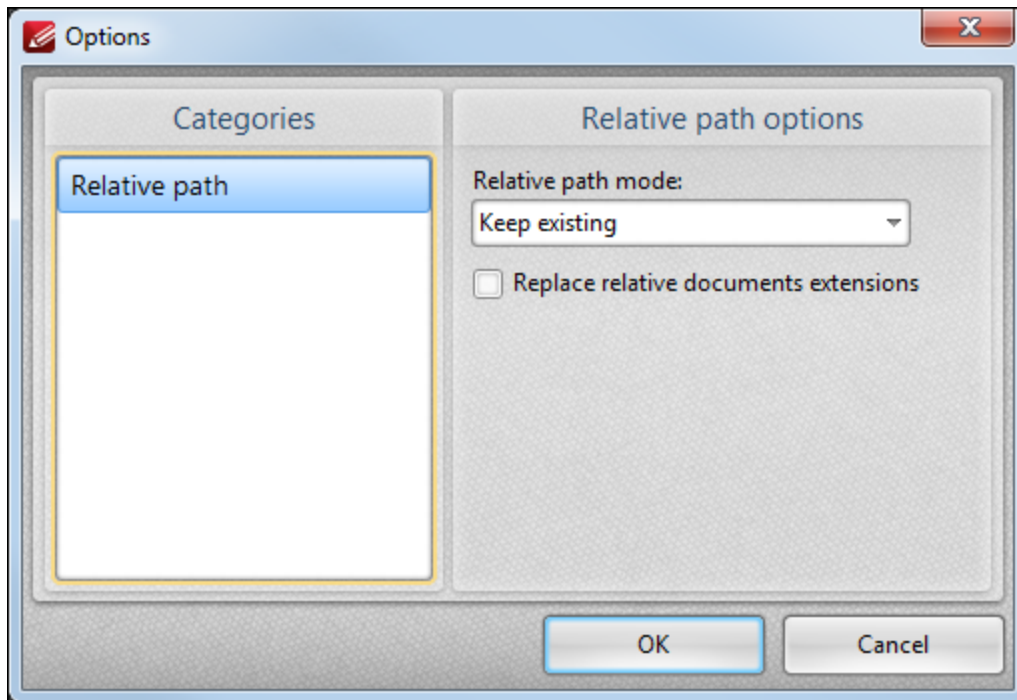 Options
Categories
Relative path
Relative path options
Relative path mode:
Keep existing
Replace relative documents extensions
OK
Cancel